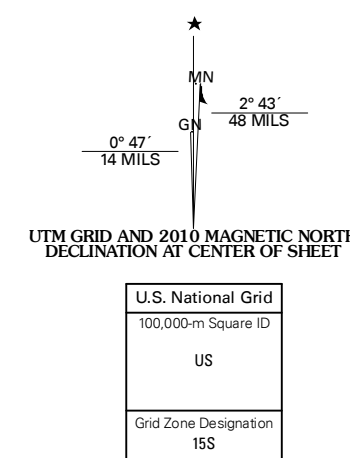 MN
2° 43´
48 MILS
GN
0° 47´
14 MILS
UTM GRID AND 2010 MAGNETIC NORTH
DECLINATION AT CENTER OF SHEET
U.S. National Grid
100,000-m Square ID
US
Grid Zone Designation
15S